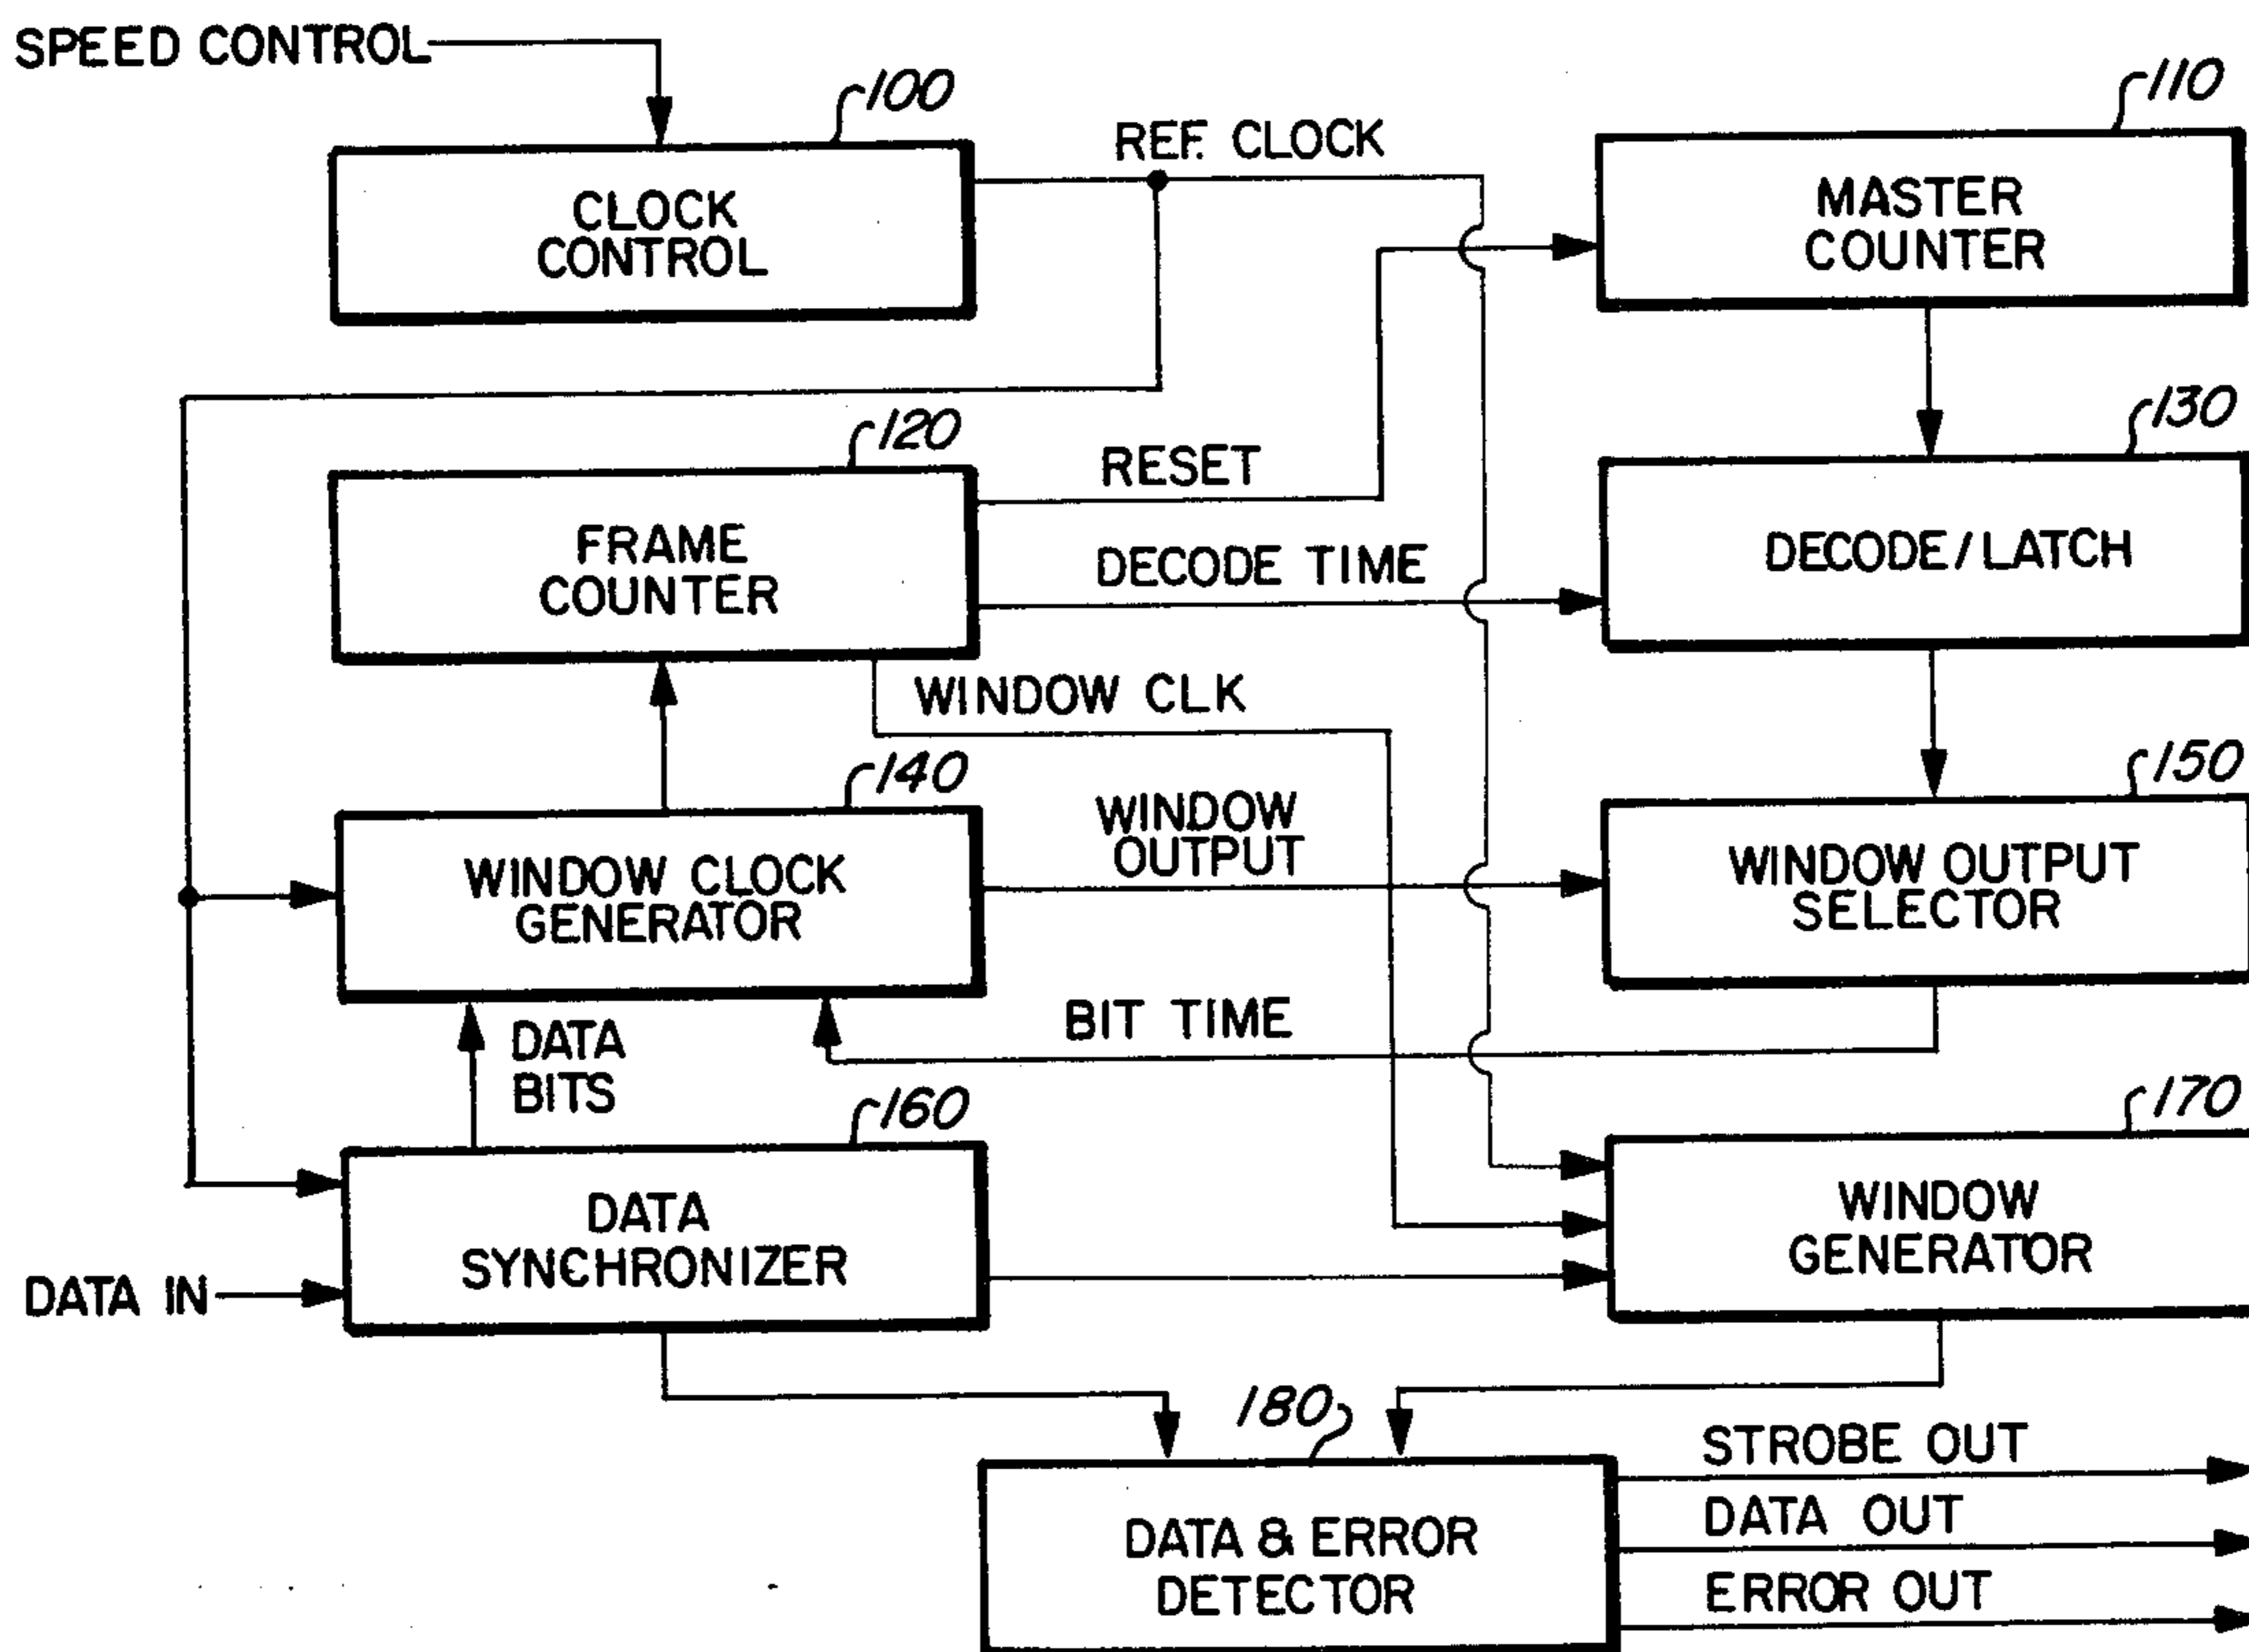 SPEED CONTROL
100
CLOCK
CONTROL
REF. CLOCK
110
MASTER
COUNTER
120
FRAME
COUNTER
RESET
DECODE TIME
WINDOW CLK
130
DECODE/LATCH
140
WINDOW CLOCK
GENERATOR
WINDOW
OUTPUT
150
WINDOW OUTPUT
SELECTOR
DATA
BITS
BIT TIME
160
DATA
SYNCHRONIZER
DATA IN
170
WINDOW
GENERATOR
180
DATA & ERROR
DETECTOR
STROBE OUT
DATA OUT
ERROR OUT